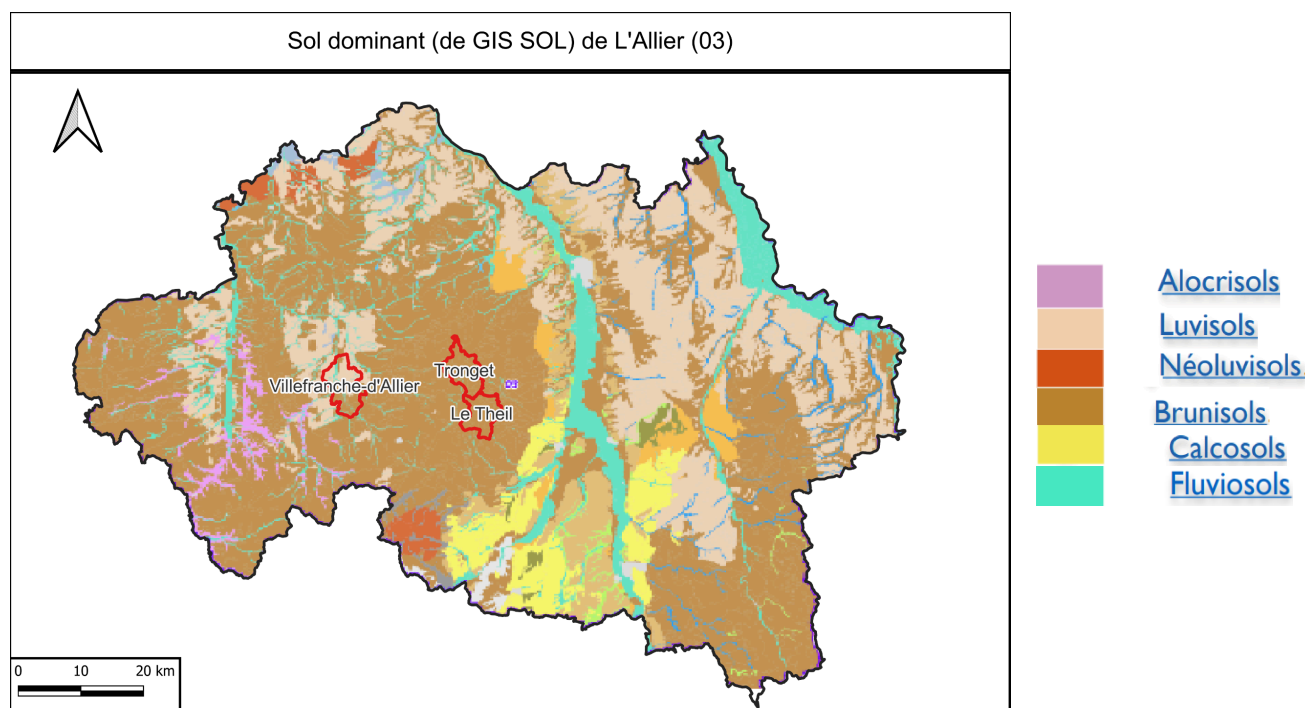 Sol dominant (de GIS SOL) de L'Allier (03)
Villefranche-d'Allier
Tronget
03
Le Theil
0 10 20 km
Alocrisols
Luvisols
Néoluvisols
Brunisols
Calcosols
Fluviosols